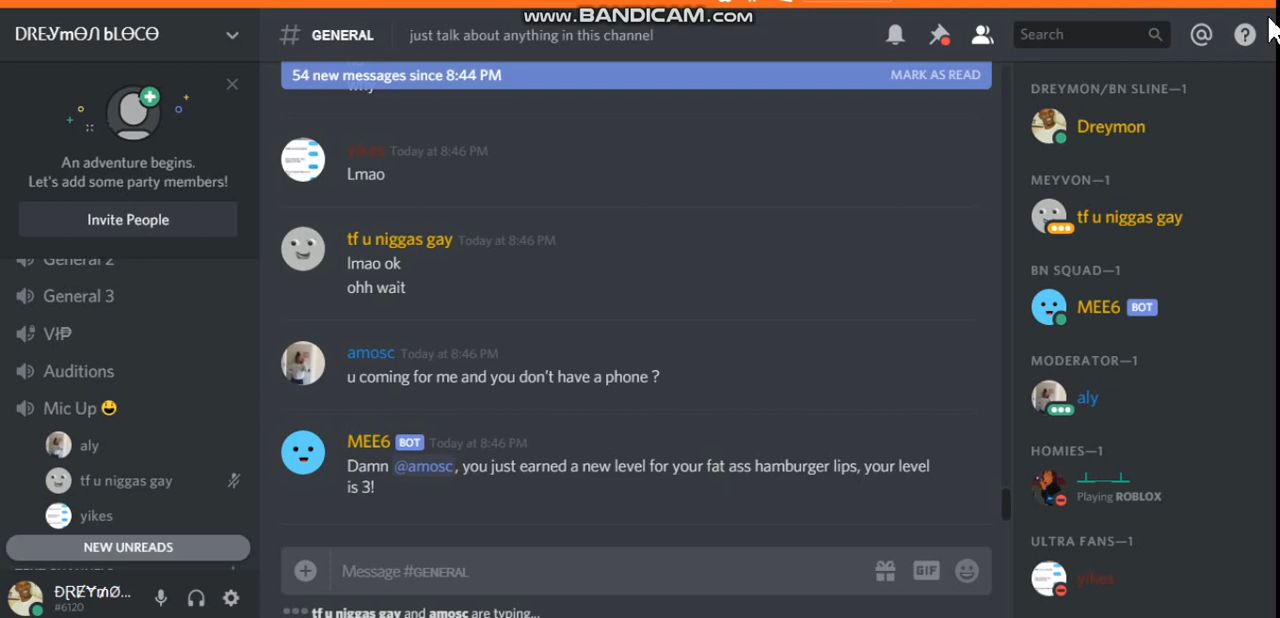 www.BANDICAM.com
GENERAL just talk about anything in this channel
Search
54 new messages since 8:44 PM MARK AS READ
An adventure begins.
Let's add some party members!
Invite People
General 2
General 3
Auditions
Mic Up 😃
aly
tf u niggas gay
yikes
NEW UNREADS
#6120
why
yikes Today at 8:46 PM
Lmao
tf u niggas gay Today at 8:46 PM
lmao ok
ohh wait
amosc Today at 8:46 PM
u coming for me and you don't have a phone ?
MEE6 BOT Today at 8:46 PM
Damn @amosc, you just earned a new level for your fat ass hamburger lips, your level
is 3!
Message #GENERAL
GIF
tf u niggas gay and amosc are typing...
DREYMON/BN SLINE—1
Dreymon
MEYVON—1
tf u niggas gay
BN SQUAD—1
MEE6 BOT
MODERATOR—1
aly
HOMIES—1
Playing ROBLOX
ULTRA FANS—1
yikes